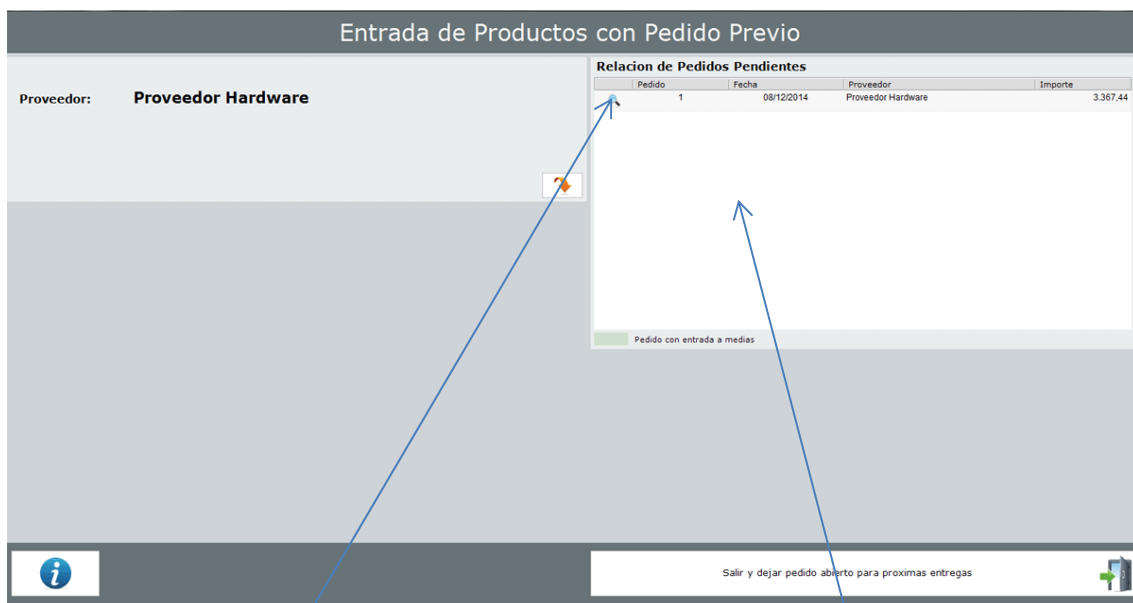 Entrada de Productos con Pedido Previo
Proveedor: Proveedor Hardware
Relacion de Pedidos Pendientes
Pedido Fecha Proveedor Importe
1 08/12/2014 Proveedor Hardware 3.367,44
Pedido con entrada a medias
Salir y dejar pedido abierto para proximas entregas